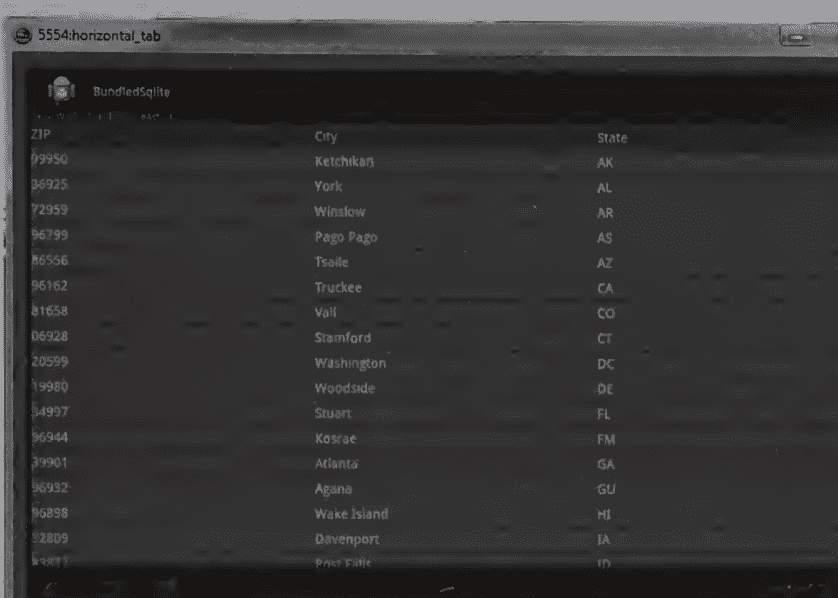 5554:horizontal_tab
BundledSqlite
ZIP City State
99950 Ketchikan AK
36925 York AL
72959 Winslow AR
96799 Pago Pago AS
86556 Tsaile AZ
96162 Truckee CA
81658 Vail CO
06928 Stamford CT
20599 Washington DC
19980 Woodside DE
34997 Stuart FL
96944 Kosrae FM
39901 Atlanta GA
96932 Agana GU
96898 Wake Island HI
52809 Davenport IA
Post Falls ID